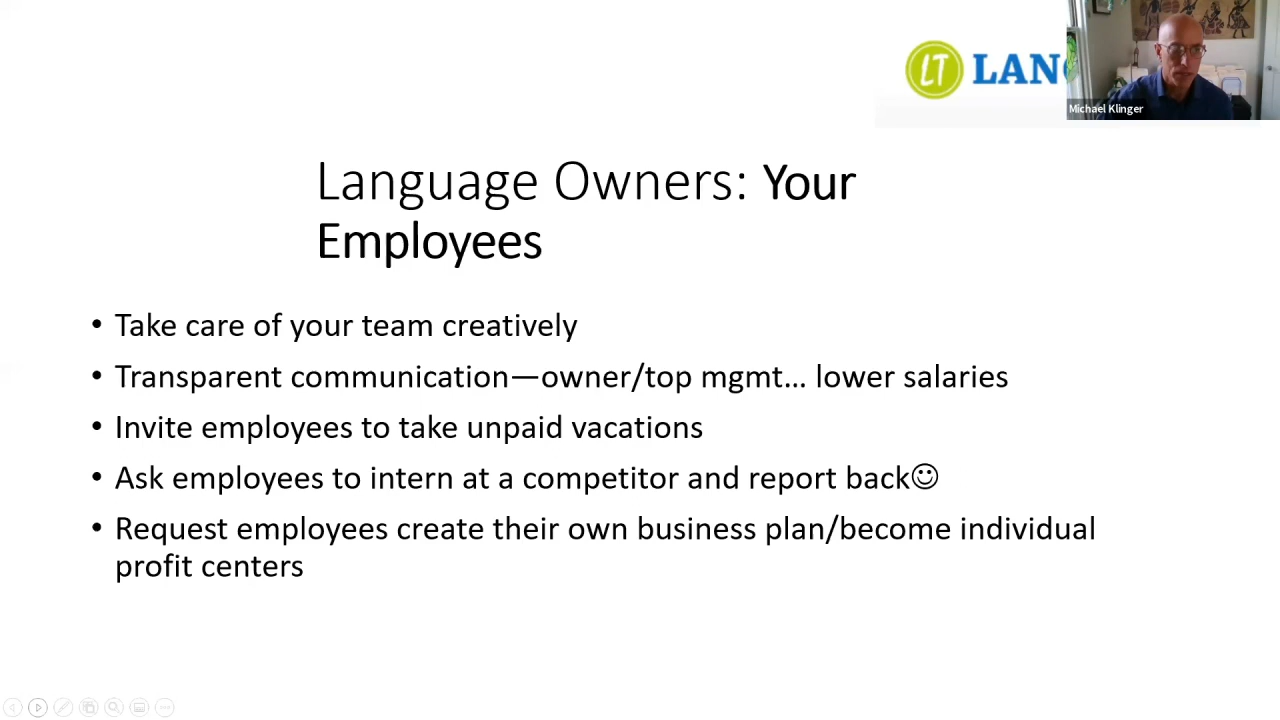 LT LANG
Michael Klinger
Language Owners: Your
Employees
• Take care of your team creatively
• Transparent communication—owner/top mgmt... lower salaries
• Invite employees to take unpaid vacations
• Ask employees to intern at a competitor and report back☺
• Request employees create their own business plan/become individual
profit centers